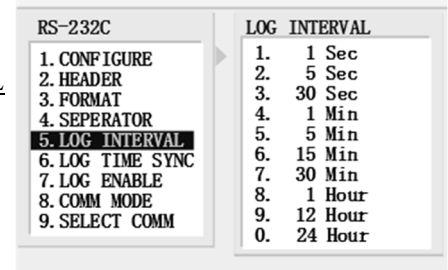 RS-232C
1. CONFIGURE
2. HEADER
3. FORMAT
4. SEPERATOR
5. LOG INTERVAL
6. LOG TIME SYNC
7. LOG ENABLE
8. COMM MODE
9. SELECT COMM
LOG INTERVAL
1. 1 Sec
2. 5 Sec
3. 30 Sec
4. 1 Min
5. 5 Min
6. 15 Min
7. 30 Min
8. 1 Hour
9. 12 Hour
0. 24 Hour